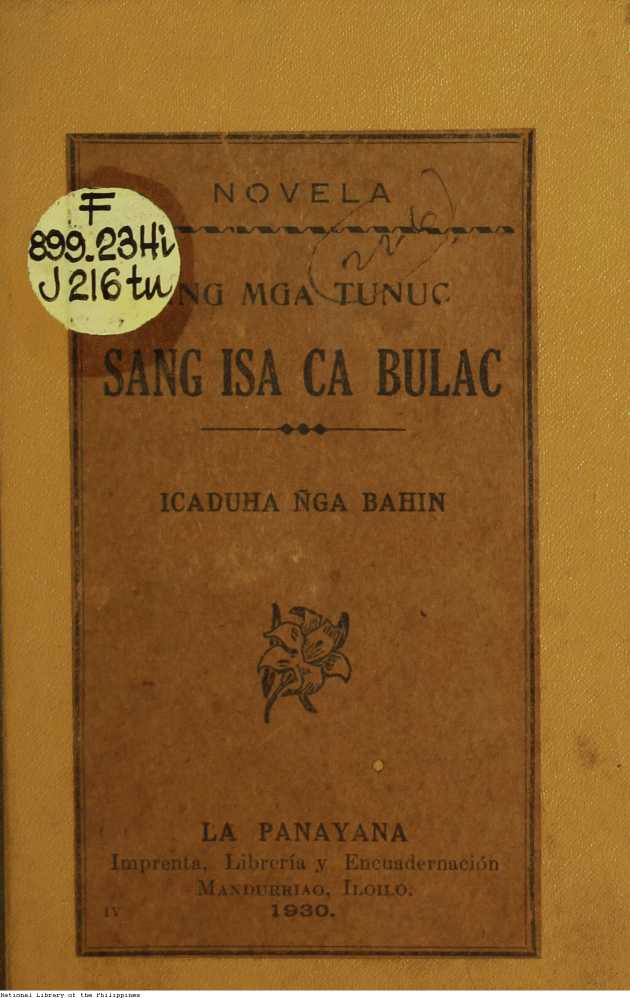 NOVELA
F
899.23Hi
J216tu
NG MGA TUNUC
SANG ISA CA BULAC
ICADUHA ÑGA BAHIN
LA PANAYANA
Imprenta, Librería y Encuadernación
MANDURRIAO, ILOILO.
IV
1930.
National Library of the Philippines